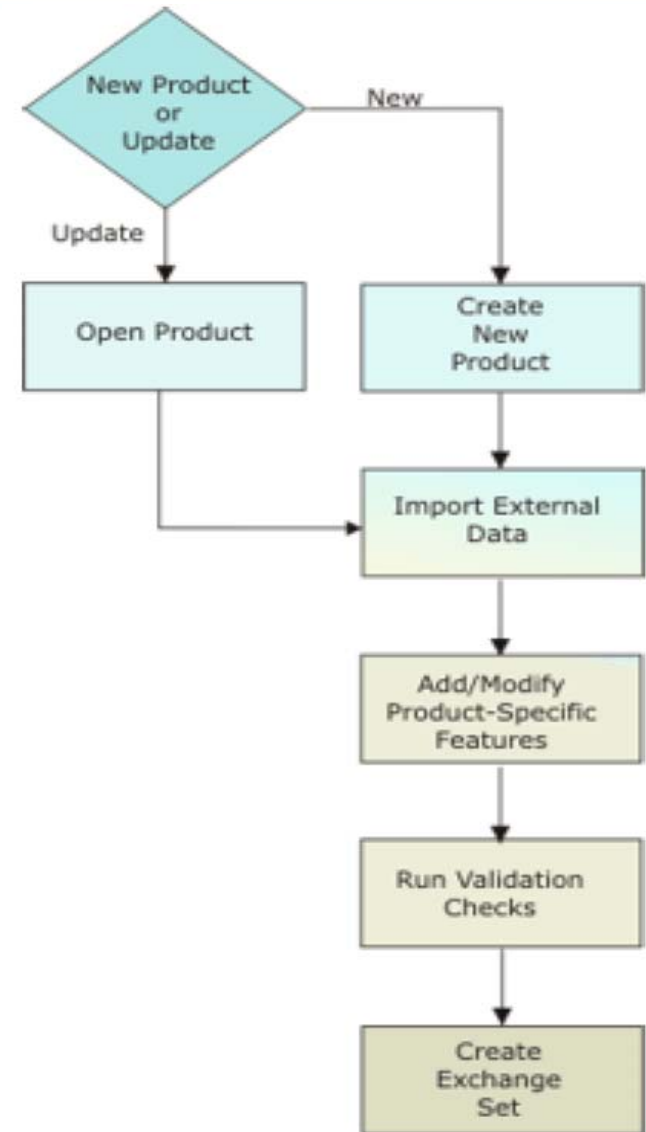 New Product
or
Update
New
Update
Open Product
Create
New
Product
Import External
Data
Add/Modify
Product-Specific
Features
Run Validation
Checks
Create
Exchange
Set